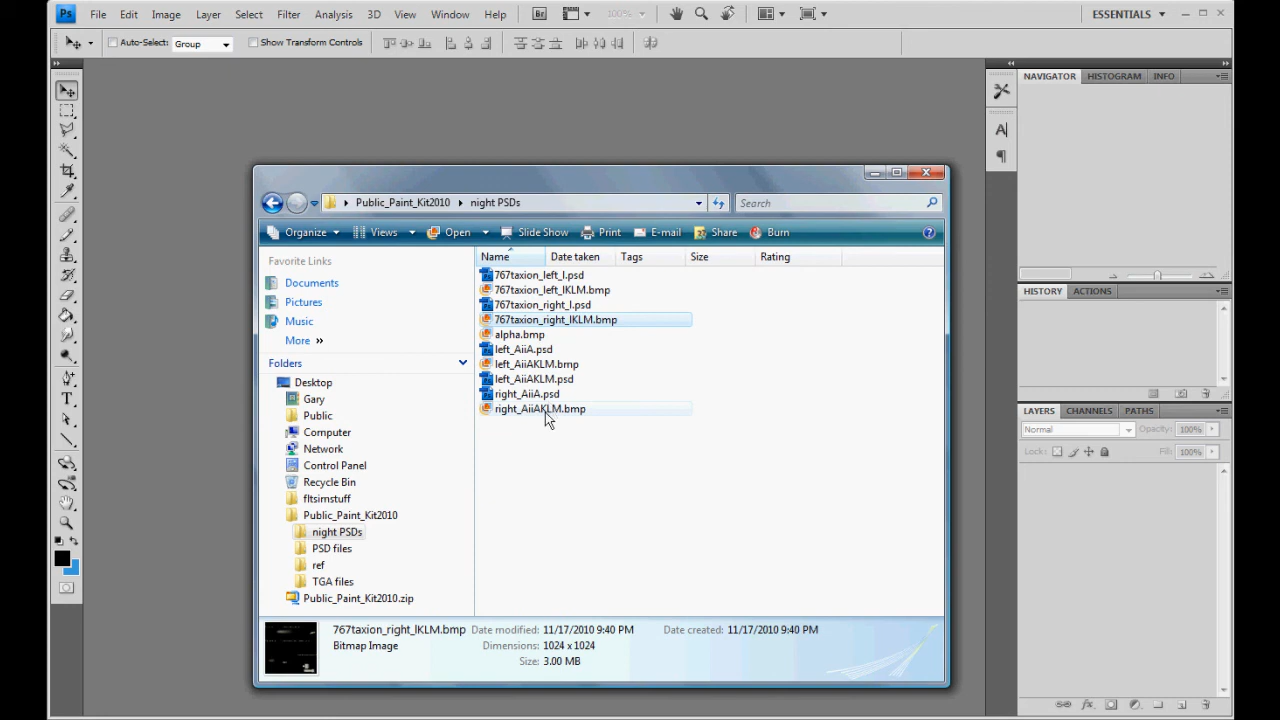 Ps File Edit Image Layer Select Filter Analysis 3D View Window Help Br 100% ESSENTIALS
Auto-Select: Group Show Transform Controls
NAVIGATOR HISTOGRAM INFO
Public_Paint_Kit2010 night PSDs Search
Organize Views Open Slide Show Print E-mail Share Burn
Favorite Links
Documents
Pictures
Music
More
Folders
Desktop
Gary
Public
Computer
Network
Control Panel
Recycle Bin
fltsimstuff
Public_Paint_Kit2010
night PSDs
PSD files
ref
TGA files
Public_Paint_Kit2010.zip
Name Date taken Tags Size Rating
767taxion_left_l.psd
767taxion_left_lKLM.bmp
767taxion_right_l.psd
767taxion_right_lKLM.bmp
alpha.bmp
left_AiiA.psd
left_AiiAKLM.bmp
left_AiiAKLM.psd
right_AiiA.psd
right_AiiAKLM.bmp
767taxion_right_lKLM.bmp Date modified: 11/17/2010 9:40 PM Date created: 11/17/2010 9:40 PM
Bitmap Image Dimensions: 1024 x 1024
Size: 3.00 MB
HISTORY ACTIONS
LAYERS CHANNELS PATHS
Normal Opacity: 100%
Lock: Fill: 100%